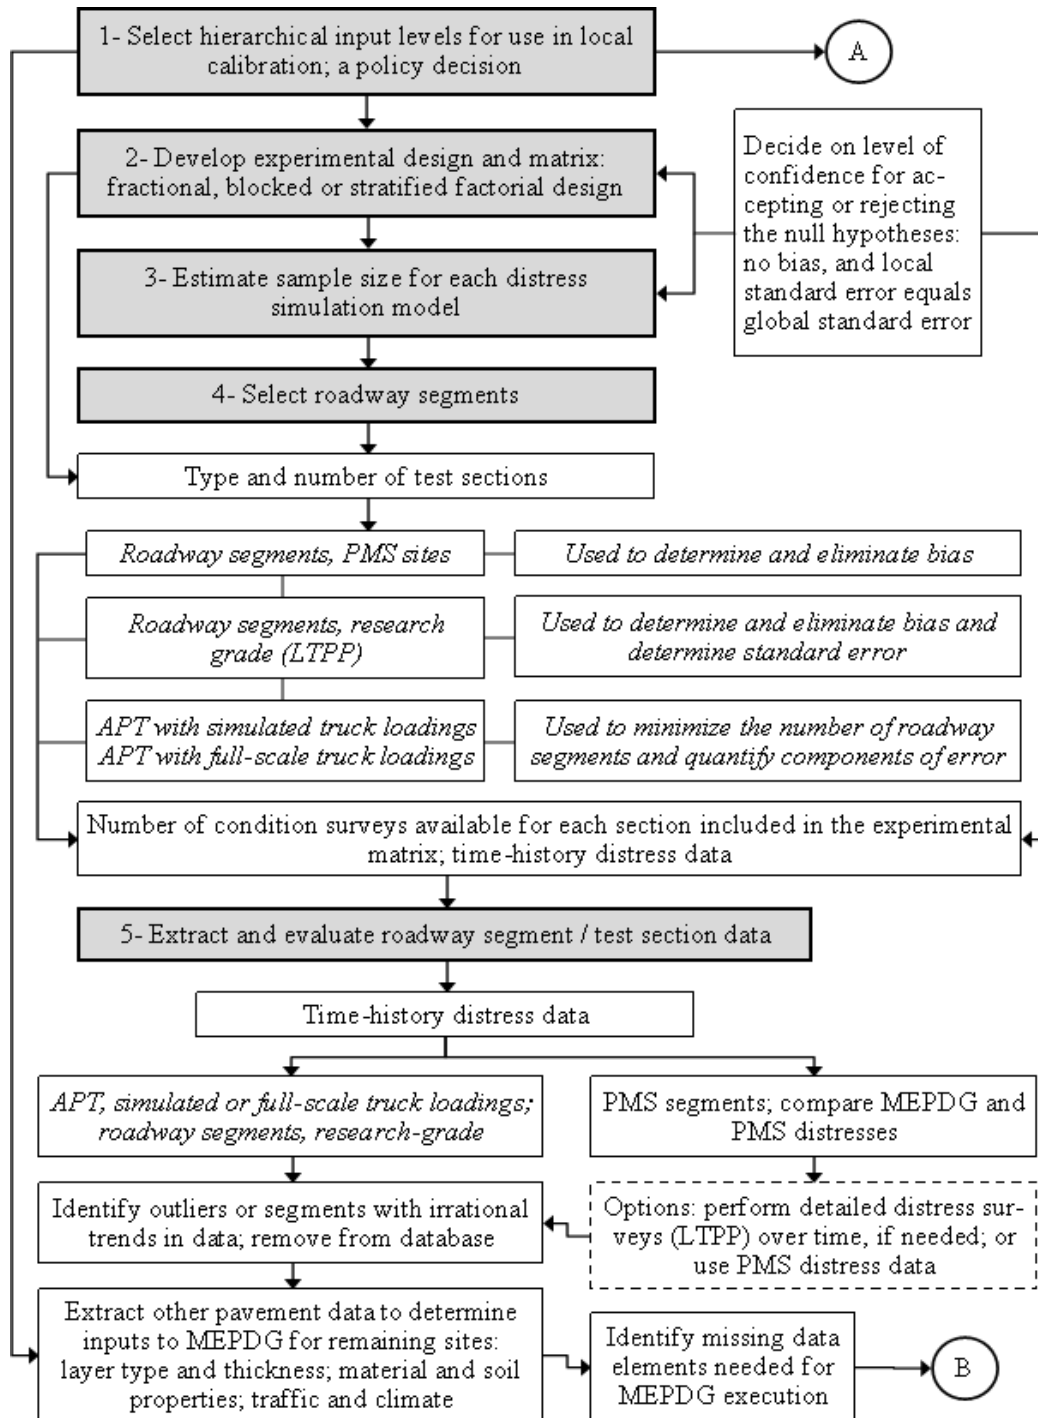 1- Select hierarchical input levels for use in local
calibration; a policy decision
A
2- Develop experimental design and matrix:
fractional, blocked or stratified factorial design
Decide on level of
confidence for ac-
cepting or rejecting
the null hypotheses:
no bias, and local
standard error equals
global standard error
3- Estimate sample size for each distress
simulation model
4- Select roadway segments
Type and number of test sections
Roadway segments, PMS sites
Used to determine and eliminate bias
Roadway segments, research
grade (LTPP)
Used to determine and eliminate bias and
determine standard error
APT with simulated truck loadings
APT with full-scale truck loadings
Used to minimize the number of roadway
segments and quantify components of error
Number of condition surveys available for each section included in the experimental
matrix; time-history distress data
5- Extract and evaluate roadway segment / test section data
Time-history distress data
APT, simulated or full-scale truck loadings;
roadway segments, research-grade
PMS segments; compare MEPDG and
PMS distresses
Identify outliers or segments with irrational
trends in data; remove from database
Options: perform detailed distress sur-
veys (LTPP) over time, if needed; or
use PMS distress data
Extract other pavement data to determine
inputs to MEPDG for remaining sites:
layer type and thickness; material and soil
properties; traffic and climate
Identify missing data
elements needed for
MEPDG execution
B